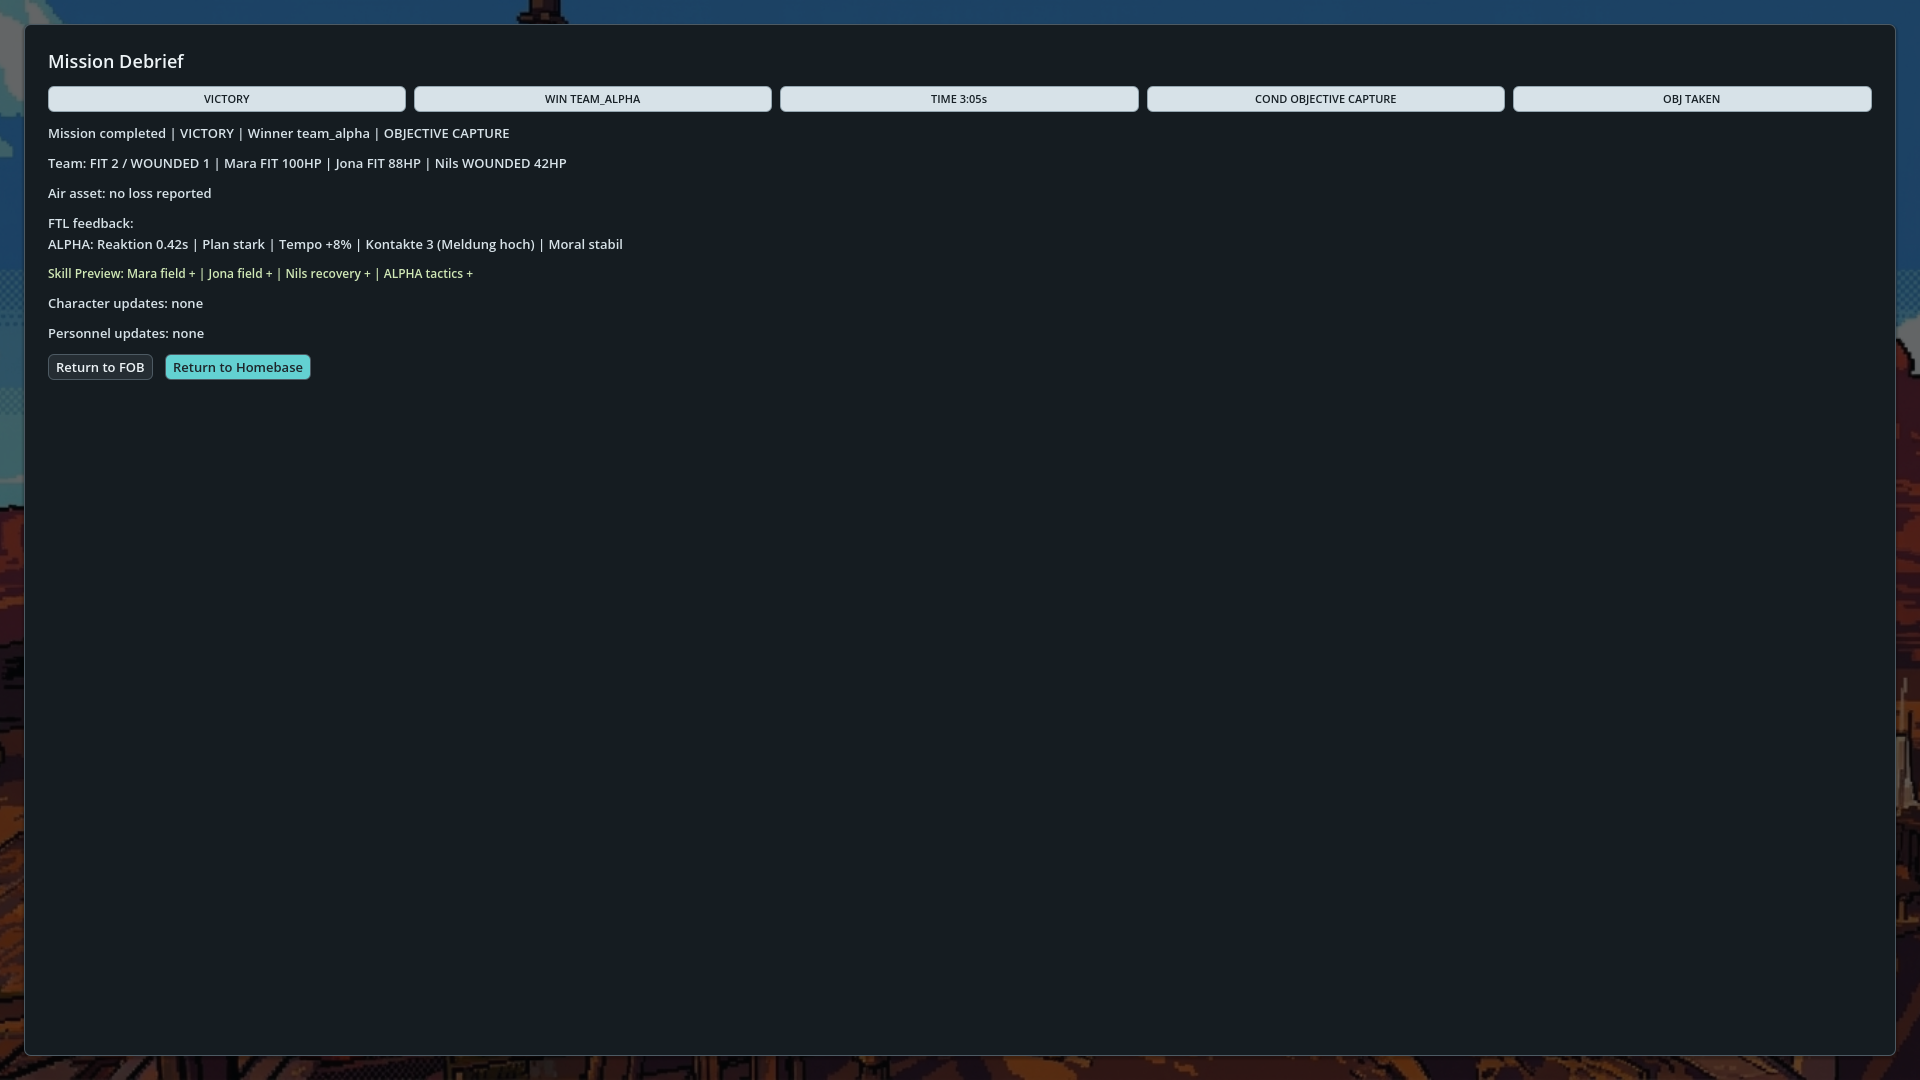 Mission Debrief
VICTORY
WIN TEAM_ALPHA
TIME 3:05s
COND OBJECTIVE CAPTURE
OBJ TAKEN
Mission completed | VICTORY | Winner team_alpha | OBJECTIVE CAPTURE
Team: FIT 2 / WOUNDED 1 | Mara FIT 100HP | Jona FIT 88HP | Nils WOUNDED 42HP
Air asset: no loss reported
FTL feedback:
ALPHA: Reaktion 0.42s | Plan stark | Tempo +8% | Kontakte 3 (Meldung hoch) | Moral stabil
Skill Preview: Mara field + | Jona field + | Nils recovery + | ALPHA tactics +
Character updates: none
Personnel updates: none
Return to FOB
Return to Homebase